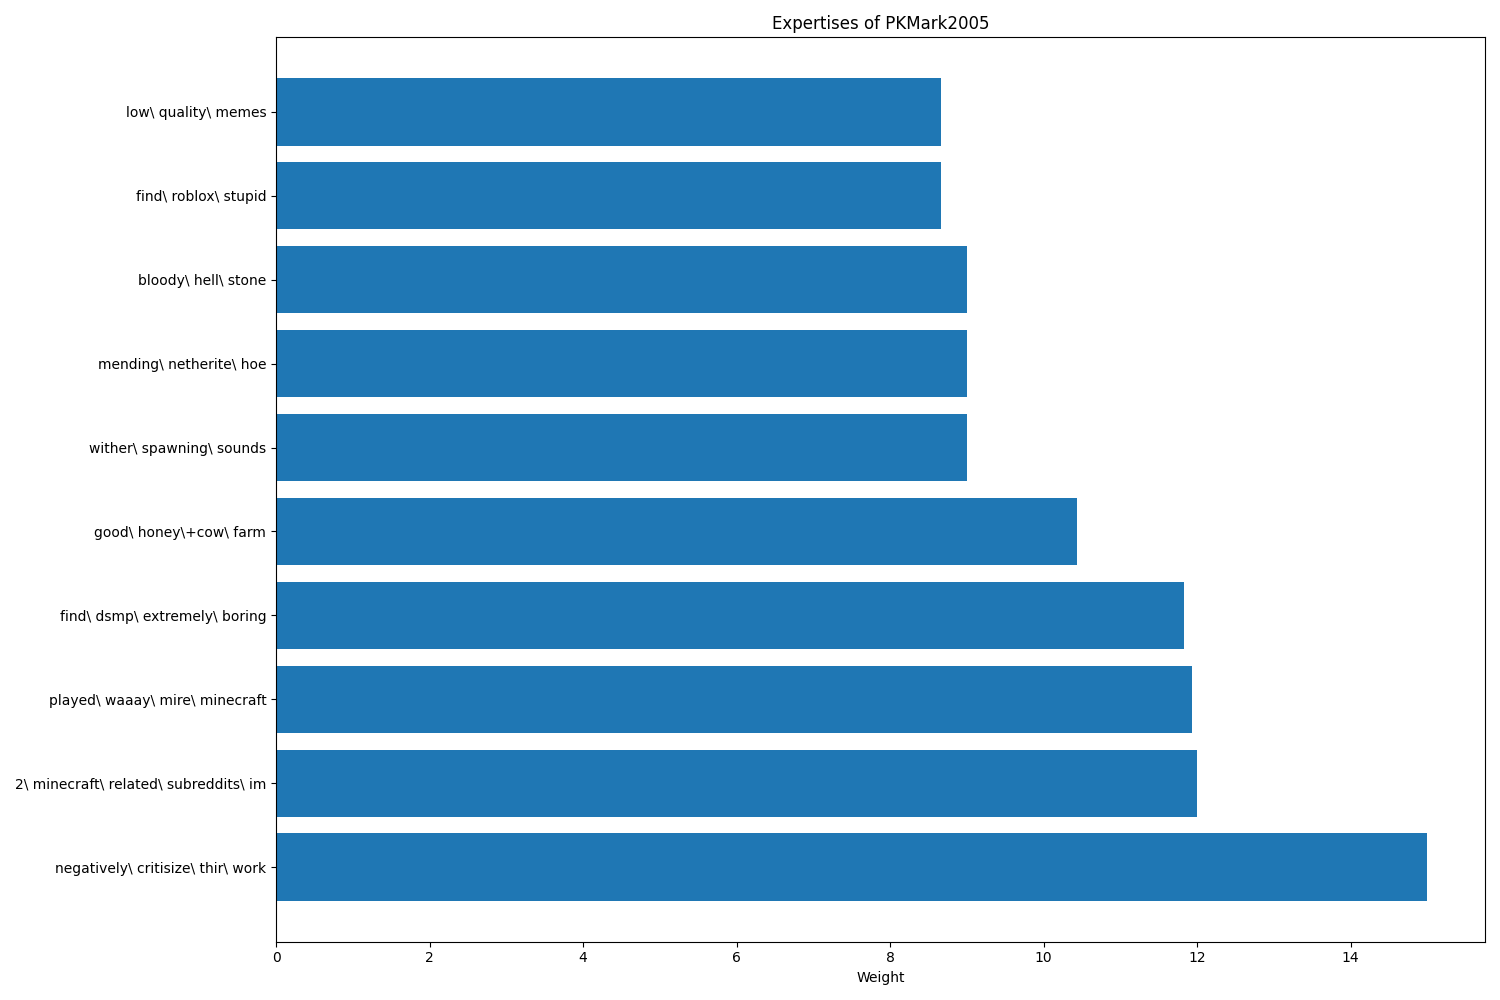 Expertises of PKMark2005
low\ quality\ memes
find\ roblox\ stupid
bloody\ hell\ stone
mending\ netherite\ hoe
wither\ spawning\ sounds
good\ honey\+cow\ farm
find\ dsmp\ extremely\ boring
played\ waaay\ mire\ minecraft
2\ minecraft\ related\ subreddits\ im
negatively\ critisize\ thir\ work
0 2 4 6 8 10 12 14
Weight